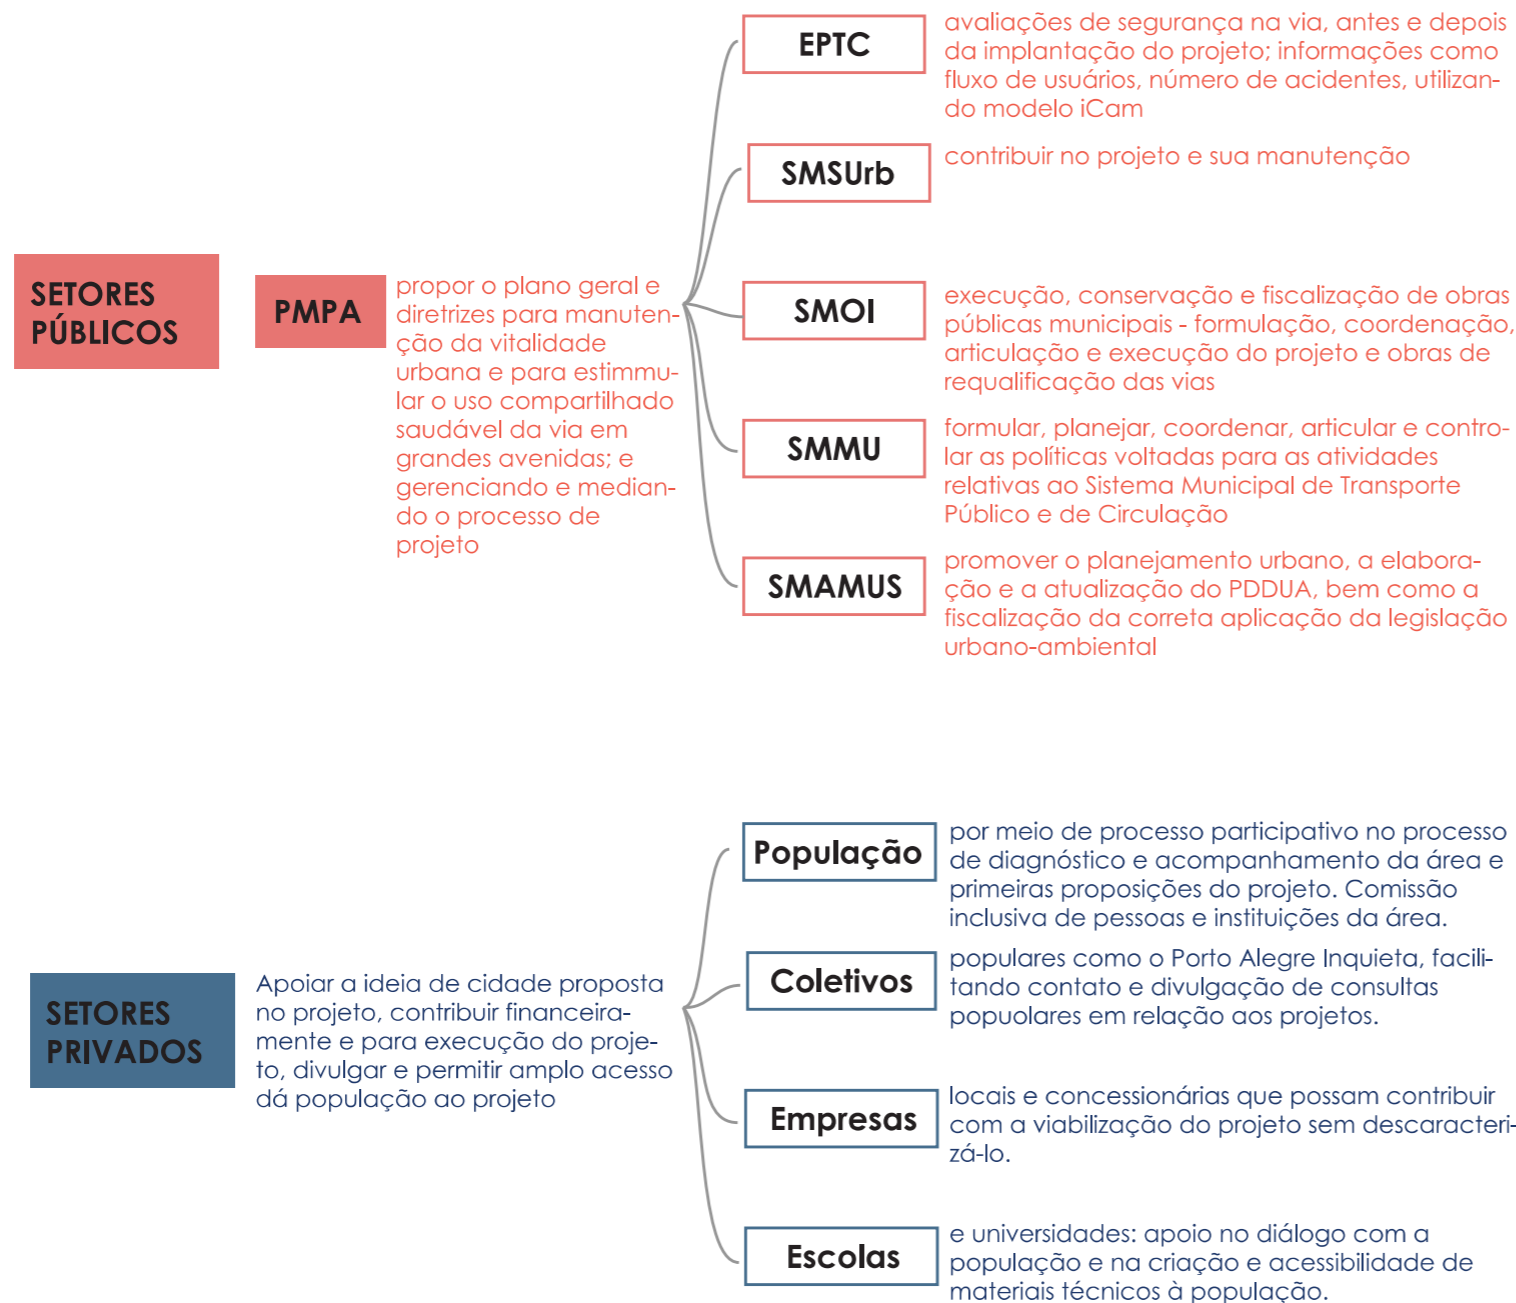 SETORES
PÚBLICOS
PMPA
propor o plano geral e
diretrizes para manuten-
ção da vitalidade
urbana e para estimmu-
lar o uso compartilhado
saudável da via em
grandes avenidas; e
gerenciando e median-
do o processo de
projeto
EPTC
avaliações de segurança na via, antes e depois
da implantação do projeto; informações como
fluxo de usuários, número de acidentes, utilizan-
do modelo iCam
SMSUrb
contribuir no projeto e sua manutenção
SMOI
execução, conservação e fiscalização de obras
públicas municipais - formulação, coordenação,
articulação e execução do projeto e obras de
requalificação das vias
SMMU
formular, planejar, coordenar, articular e contro-
lar as políticas voltadas para as atividades
relativas ao Sistema Municipal de Transporte
Público e de Circulação
SMAMUS
promover o planejamento urbano, a elabora-
ção e a atualização do PDDUA, bem como a
fiscalização da correta aplicação da legislação
urbano-ambiental
SETORES
PRIVADOS
Apoiar a ideia de cidade proposta
no projeto, contribuir financeira-
mente e para execução do proje-
to, divulgar e permitir amplo acesso
dá população ao projeto
População
por meio de processo participativo no processo
de diagnóstico e acompanhamento da área e
primeiras proposições do projeto. Comissão
inclusiva de pessoas e instituições da área.
Coletivos
populares como o Porto Alegre Inquieta, facili-
tando contato e divulgação de consultas
popuolares em relação aos projetos.
Empresas
locais e concessionárias que possam contribuir
com a viabilização do projeto sem descaracteri-
zá-lo.
Escolas
e universidades: apoio no diálogo com a
população e na criação e acessibilidade de
materiais técnicos à população.